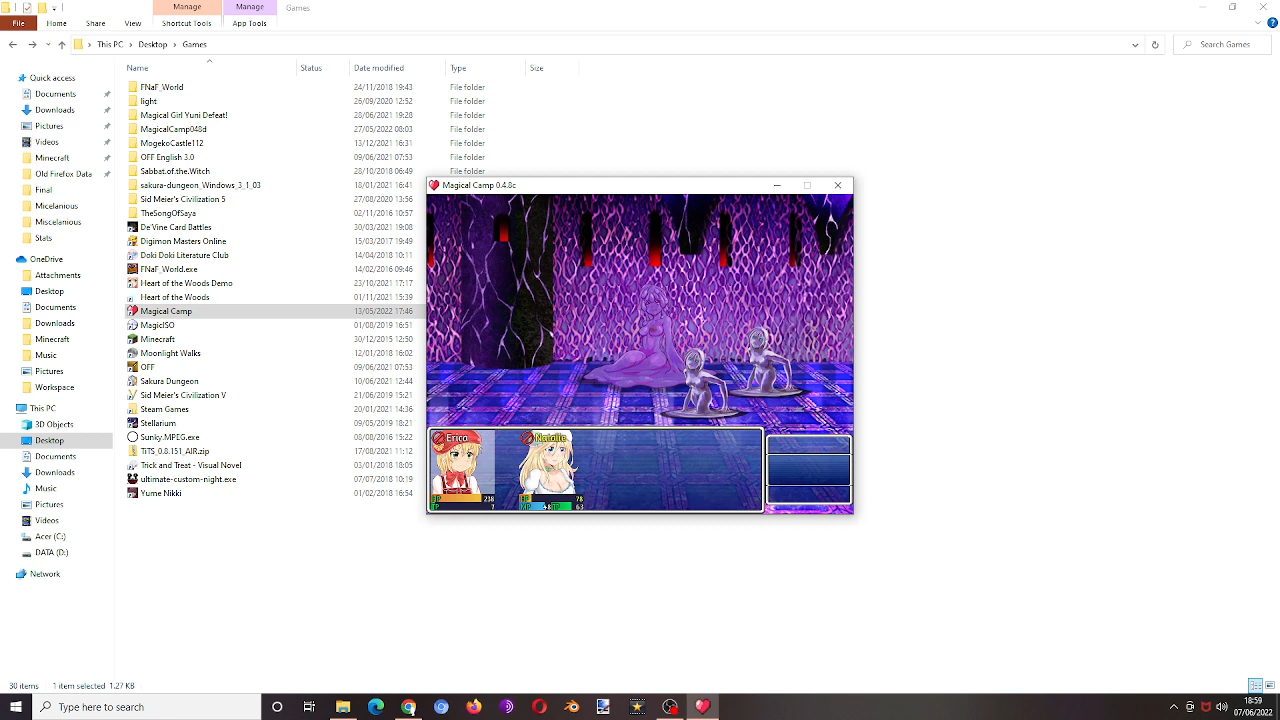 Manage Manage Games
File Home Share View Shortcut Tools App Tools
This PC Desktop Games Search Games
Name Status Date modified Type Size
Quick access
Documents
Downloads
Pictures
Videos
Minecraft
Old Firefox Data
Final
Micelanious
Miscelanious
Stats
OneDrive
Attachments
Desktop
Documents
Downloads
Minecraft
Music
Pictures
Workspace
This PC
3D Objects
Desktop
Documents
Downloads
Music
Pictures
Videos
Acer (C:)
DATA (D:)
Network
FNaF_World 24/11/2018 19:43 File folder
light 26/09/2020 12:52 File folder
Magical Girl Yuni Defeat! 28/06/2021 19:28 File folder
MagicalCamp048d 27/05/2022 08:03 File folder
MogekoCastle112 13/12/2021 16:31 File folder
OFF English 3.0 09/06/2021 07:53 File folder
Sabbat.of.the.Witch 28/10/2018 06:49 File folder
sakura-dungeon_Windows_3_1_03 18/01/2021 16:41
Sid Meier's Civilization 5 27/08/2020 13:56
TheSongOfSaya 02/11/2016 10:57
De'Vine Card Battles 30/03/2021 19:08
Digimon Masters Online 15/03/2017 19:49
Doki Doki Literature Club 14/04/2018 10:11
FNaF_World.exe 14/02/2016 09:46
Heart of the Woods Demo 23/10/2021 17:17
Heart of the Woods 01/11/2021 15:39
Magical Camp 13/05/2022 17:46
MagicISO 01/08/2019 16:51
Minecraft 30/12/2015 12:50
Moonlight Walks 12/01/2018 16:02
OFF 09/06/2021 07:53
Sakura Dungeon 10/06/2021 12:44
Sid Meier's Civilization V 21/06/2019 15:21
Steam Games 20/01/2021 14:36
Stellarium 09/05/2019 18:21
Sunky-MPEG.exe 08/08/2016 15:22
TiTS_0.8.151_AIR.zip 17/08/2021 11:12
Trick and Treat - Visual Novel 03/01/2018 18:05
ultimate-custom-night.exe 07/07/2018 10:19
Yume Nikki 01/02/2018 16:54
Magical Camp 0.4.8c
Erica Natalie
HP 238 HP 78
TP 7 MP 48 TP 63
30 items 1 item selected 1.27 KB
Type here to search
18:59
07/06/2022